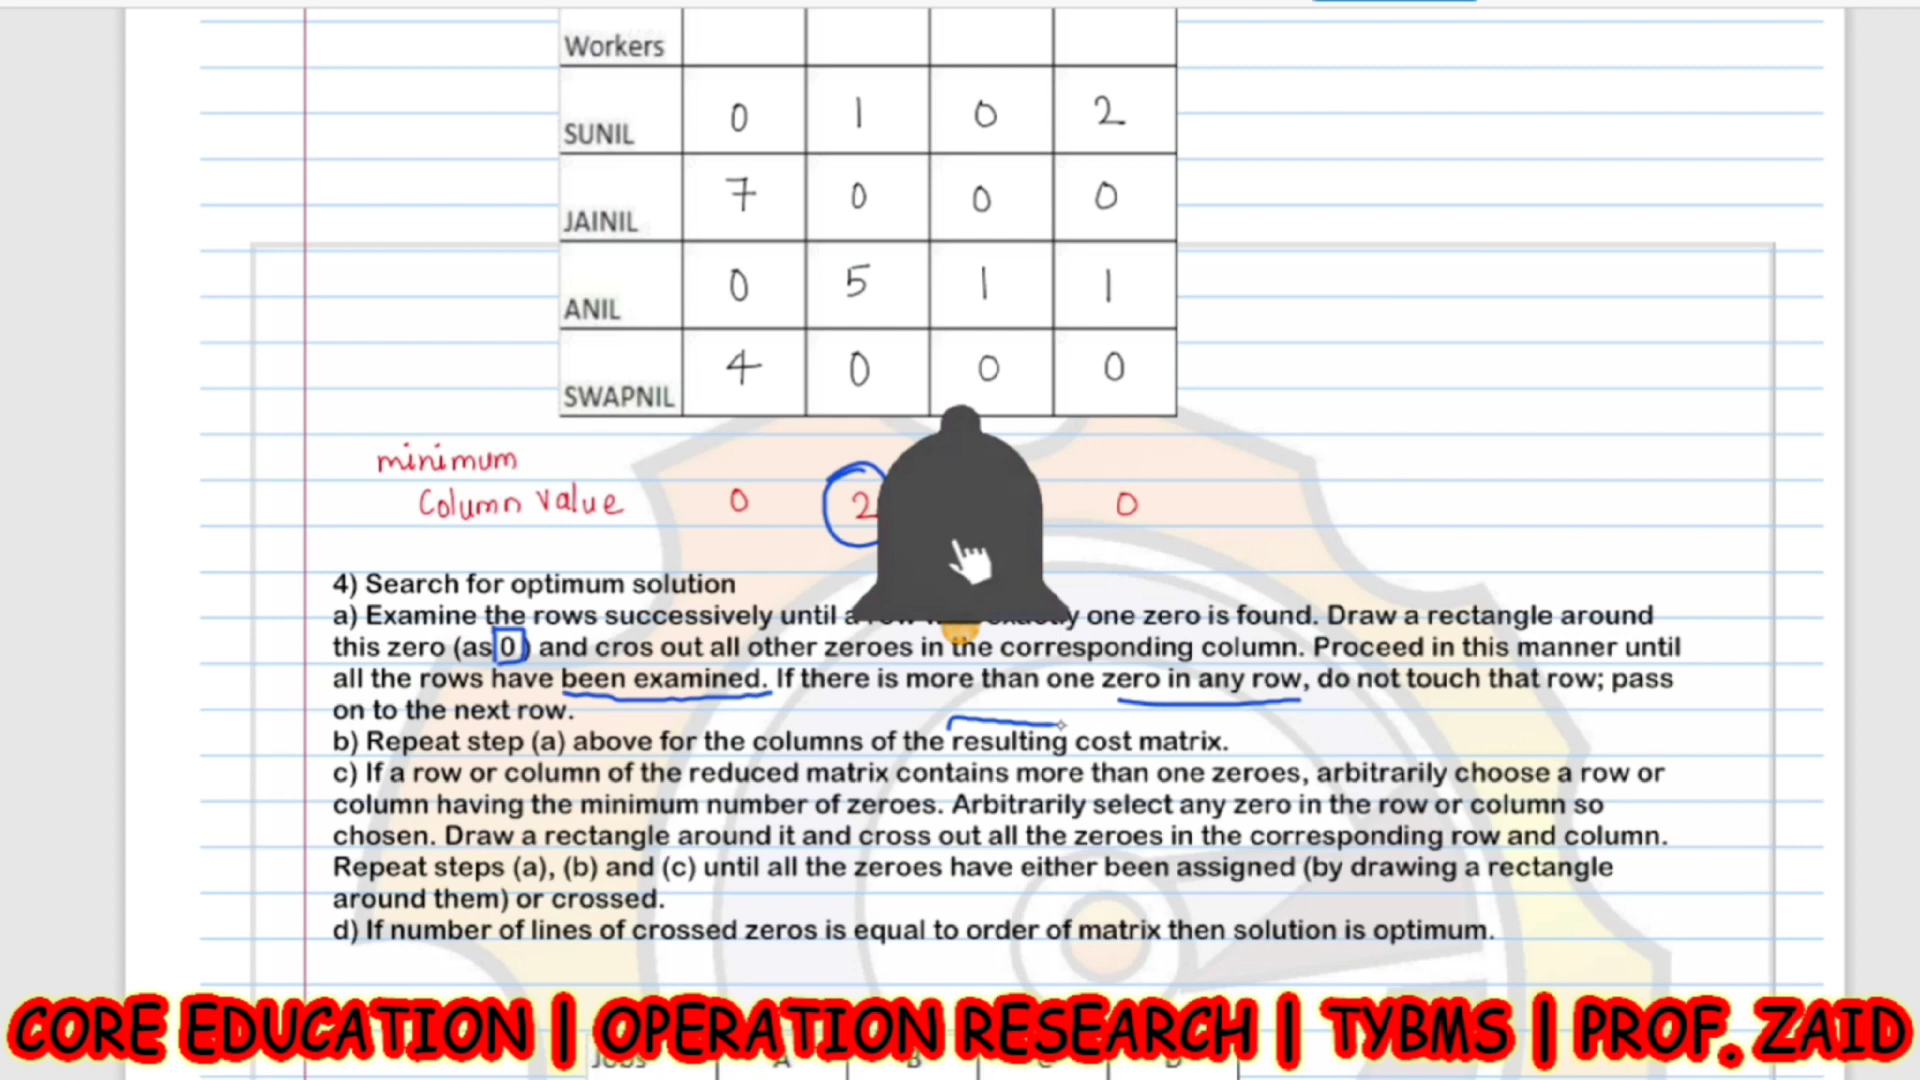 Workers
SUNIL 0 1 0 2
JAINIL 7 0 0 0
ANIL 0 5 1 1
SWAPNIL 4 0 0 0
minimum
Column value 0 2 0
4) Search for optimum solution
a) Examine the rows successively until a one zero is found. Draw a rectangle around
this zero (as 0) and cros out all other zeroes in the corresponding column. Proceed in this manner until
all the rows have been examined. If there is more than one zero in any row, do not touch that row; pass
on to the next row.
b) Repeat step (a) above for the columns of the resulting cost matrix.
c) If a row or column of the reduced matrix contains more than one zeroes, arbitrarily choose a row or
column having the minimum number of zeroes. Arbitrarily select any zero in the row or column so
chosen. Draw a rectangle around it and cross out all the zeroes in the corresponding row and column.
Repeat steps (a), (b) and (c) until all the zeroes have either been assigned (by drawing a rectangle
around them) or crossed.
d) If number of lines of crossed zeros is equal to order of matrix then solution is optimum.
CORE EDUCATION | OPERATION RESEARCH | TYBMS | PROF. ZAID